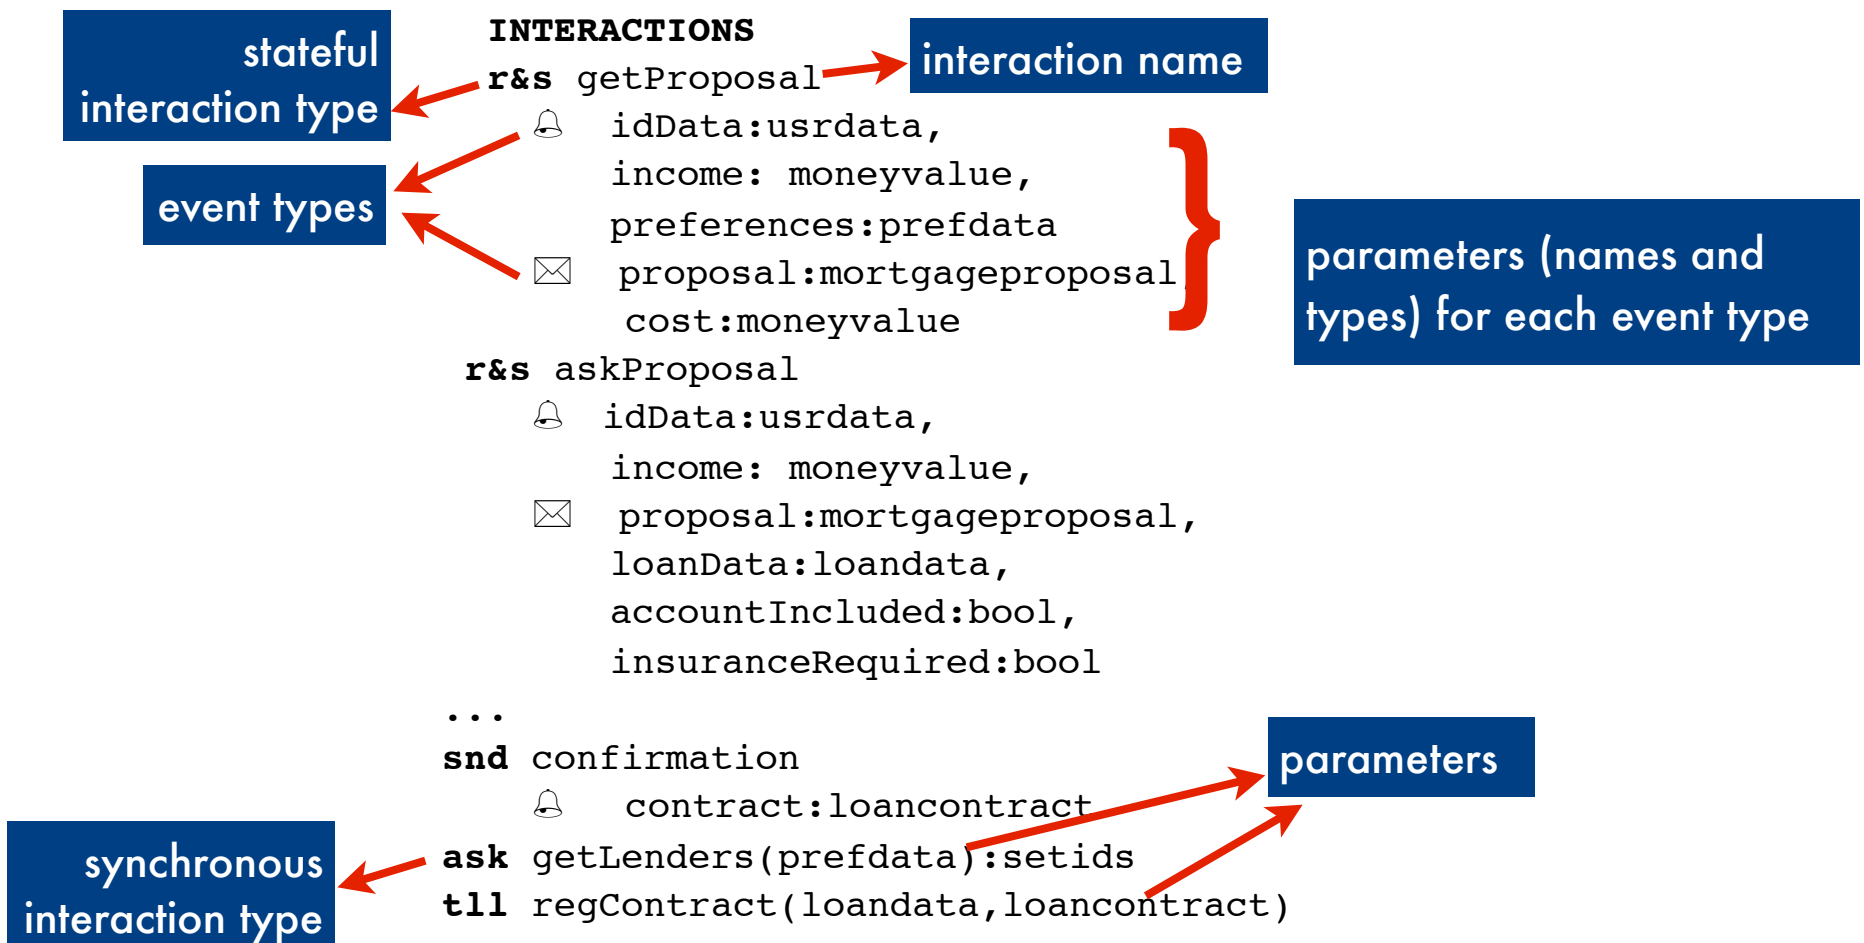 INTERACTIONS
stateful
interaction type
r&s getProposal
interaction name
🔔 idData:usrdata,
income: moneyvalue,
event types
preferences:prefdata
✉ proposal:mortgageproposal,
cost:moneyvalue
parameters (names and
types) for each event type
r&s askProposal
🔔 idData:usrdata,
income: moneyvalue,
✉ proposal:mortgageproposal,
loanData:loandata,
accountIncluded:bool,
insuranceRequired:bool
...
snd confirmation
parameters
🔔 contract:loancontract
synchronous
interaction type
ask getLenders(prefdata):setids
tll regContract(loandata,loancontract)